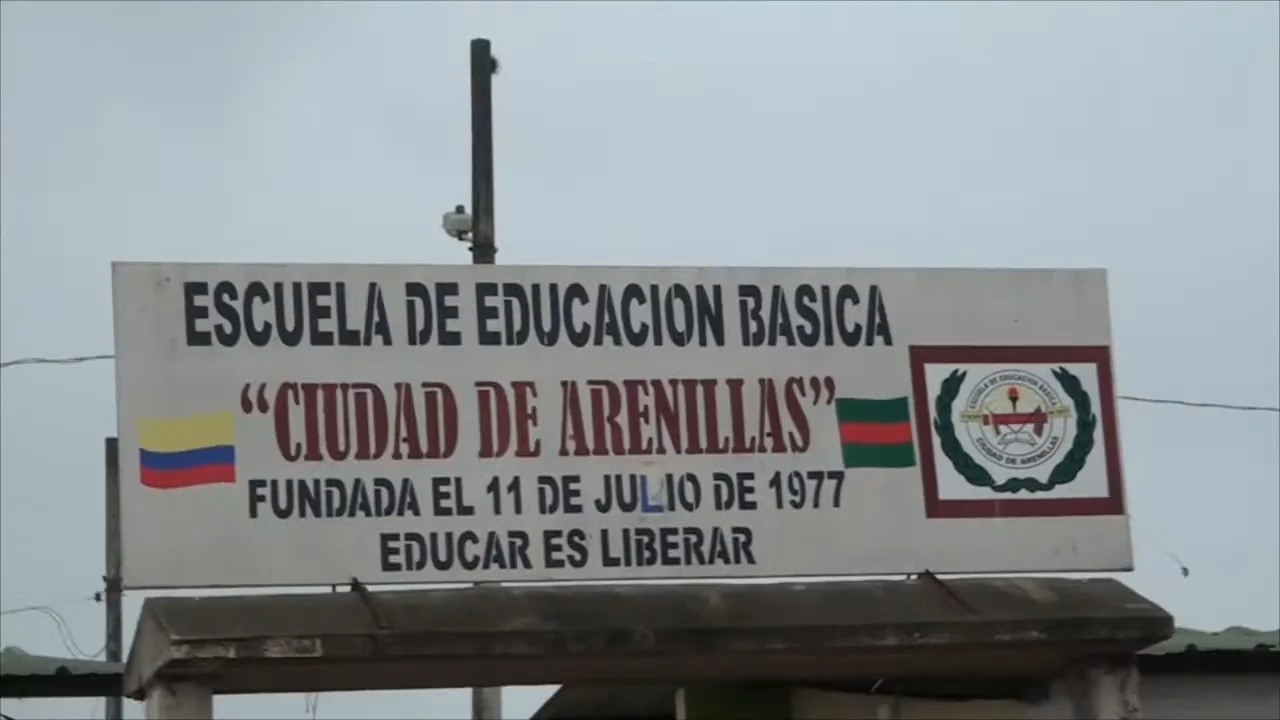 ESCUELA DE EDUCACION BASICA
“CIUDAD DE ARENILLAS”
FUNDADA EL 11 DE JULIO DE 1977
EDUCAR ES LIBERAR
ESCUELA DE EDUCACION BASICA
CIUDAD DE ARENILLAS